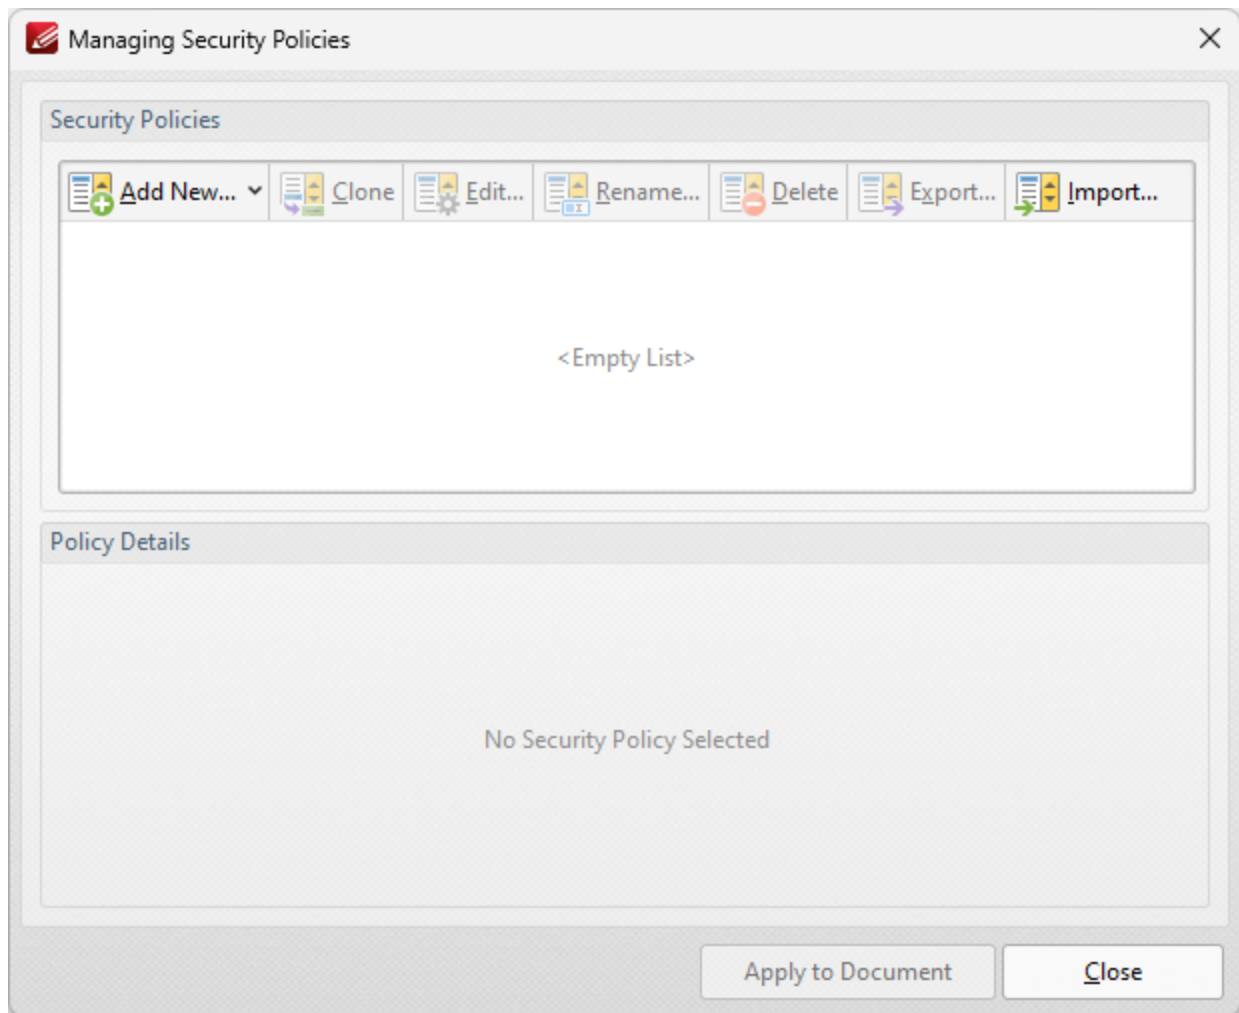 Managing Security Policies
Security Policies
Add New... Clone Edit... Rename... Delete Export... Import...
<Empty List>
Policy Details
No Security Policy Selected
Apply to Document Close